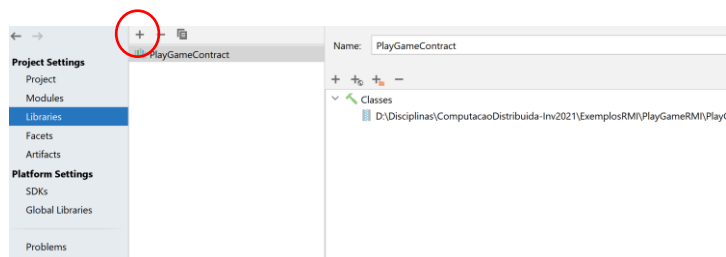 Project Settings
Project
Modules
Libraries
Facets
Artifacts
Platform Settings
SDKs
Global Libraries
Problems
PlayGameContract
Name: PlayGameContract
Classes
D:\Disciplinas\ComputacaoDistribuida-Inv2021\ExemplosRMI\PlayGameRMI\Play